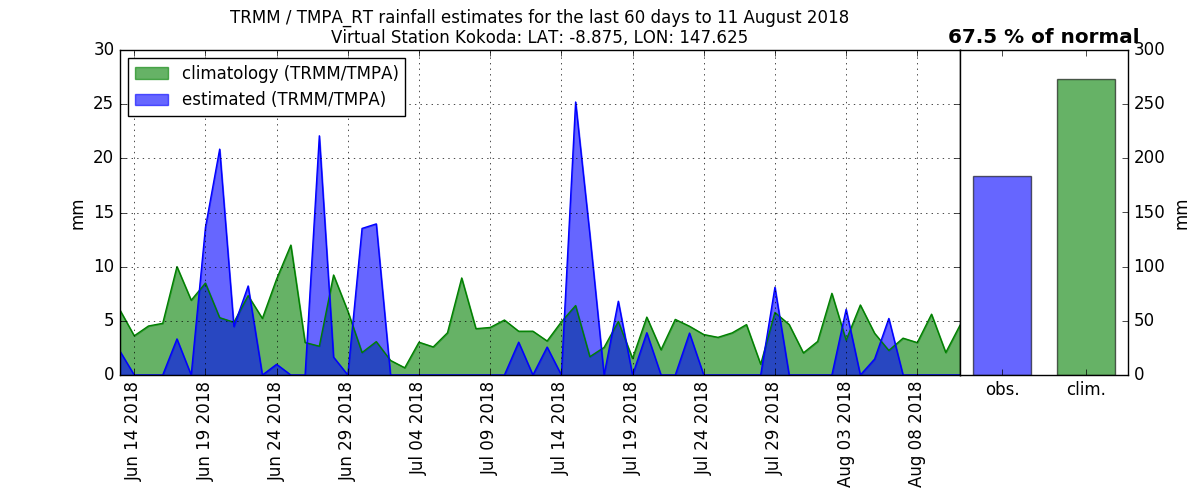 TRMM / TMPA_RT rainfall estimates for the last 60 days to 11 August 2018
Virtual Station Kokoda: LAT: -8.875, LON: 147.625
67.5 % of normal
climatology (TRMM/TMPA)
estimated (TRMM/TMPA)
30
25
20
15
10
5
0
mm
300
250
200
150
100
50
0
mm
Jun 14 2018
Jun 19 2018
Jun 24 2018
Jun 29 2018
Jul 04 2018
Jul 09 2018
Jul 14 2018
Jul 19 2018
Jul 24 2018
Jul 29 2018
Aug 03 2018
Aug 08 2018
obs.
clim.